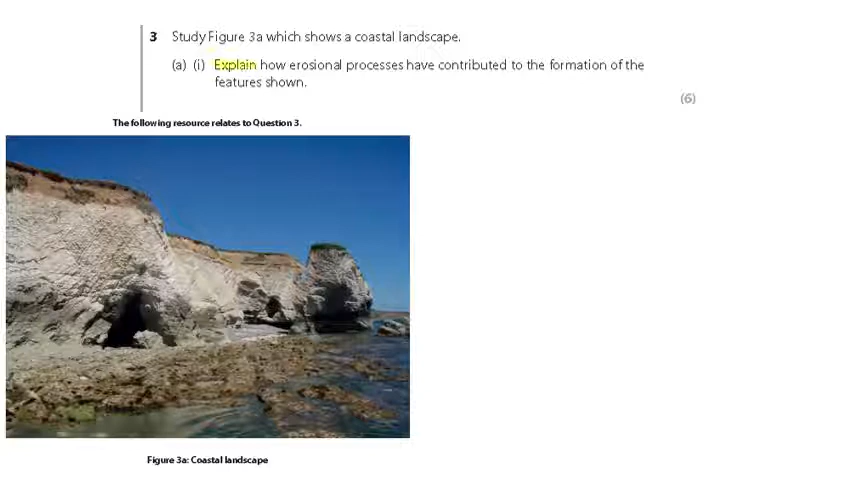 3 Study Figure 3a which shows a coastal landscape.
(a) (i) Explain how erosional processes have contributed to the formation of the
features shown.
(6)
The following resource relates to Question 3.
Figure 3a: Coastal landscape